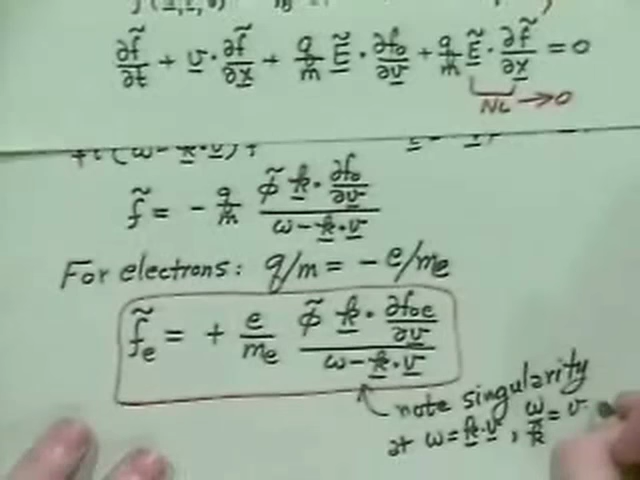 ∂f̃/∂t + v̲ · ∂f̃/∂x̲ + q/m Ẽ̲ · ∂f₀/∂v̲ + q/m Ẽ̲ · ∂f̃/∂x̲ = 0
NL → 0
+i(ω − k̲·v̲)f
f̃ = − q/m φ̃ k̲ · ∂f₀/∂v̲ / ω − k̲·v̲
For electrons: q/m = − e/mₑ
f̃ₑ = + e/mₑ φ̃ k̲ · ∂f₀ₑ/∂v̲ / ω − k̲·v̲
note singularity
at ω = k̲·v̲, ω/k = v